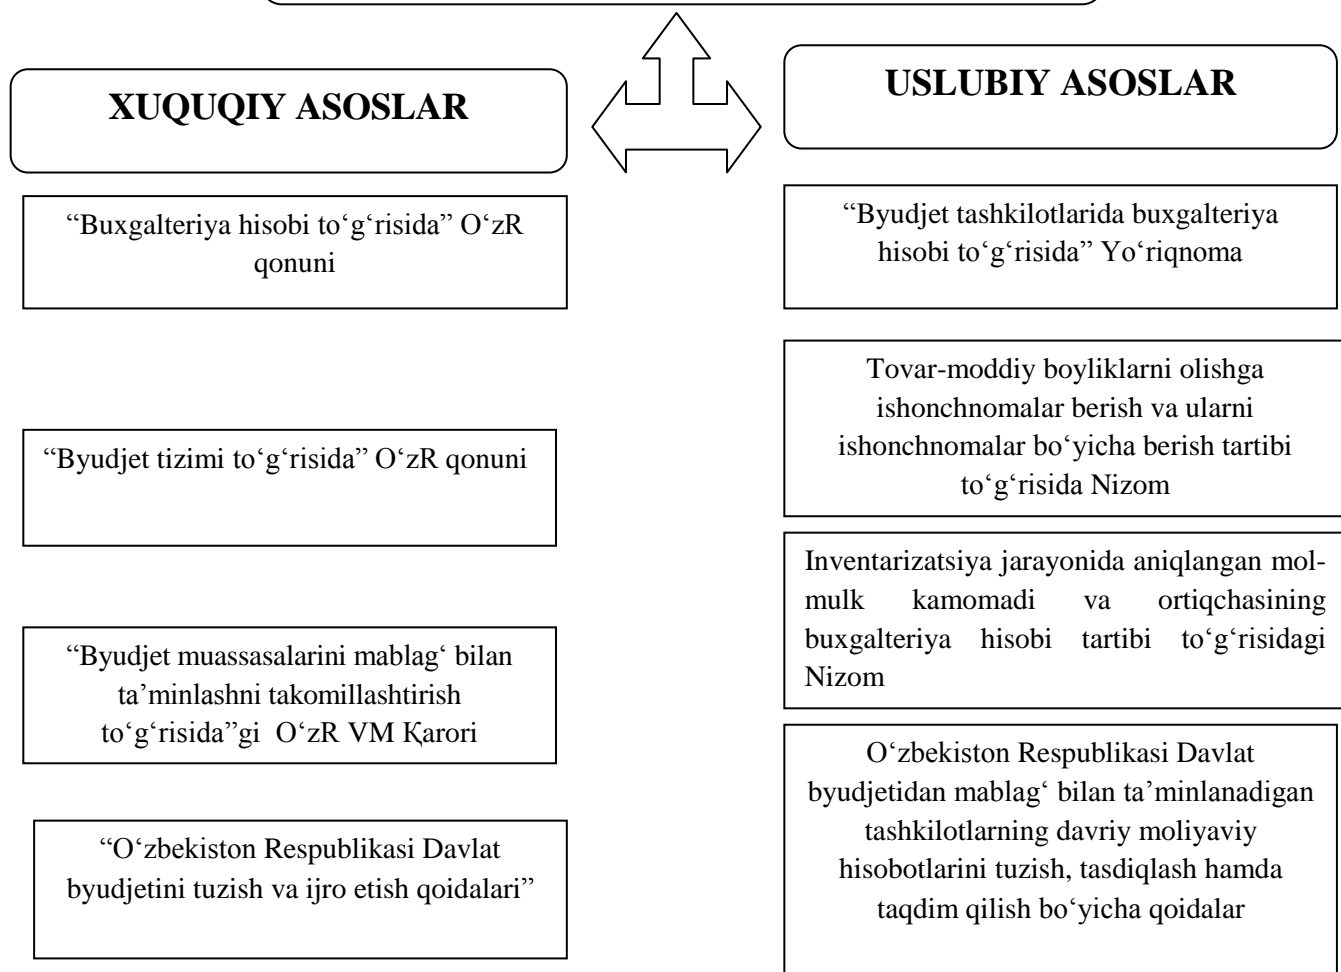 XUQUQIY ASOSLAR
“Buxgalteriya hisobi to‘g‘risida” O‘zR
qonuni
“Byudjet tizimi to‘g‘risida” O‘zR qonuni
“Byudjet muassasalarini mablag‘ bilan
ta’minlashni takomillashtirish
to‘g‘risida”gi O‘zR VM Қarori
“O‘zbekiston Respublikasi Davlat
byudjetini tuzish va ijro etish qoidalari”
USLUBIY ASOSLAR
“Byudjet tashkilotlarida buxgalteriya
hisobi to‘g‘risida” Yo‘riqnoma
Tovar-moddiy boyliklarni olishga
ishonchnomalar berish va ularni
ishonchnomalar bo‘yicha berish tartibi
to‘g‘risida Nizom
Inventarizatsiya jarayonida aniqlangan mol-
mulk kamomadi va ortiqchasining
buxgalteriya hisobi tartibi to‘g‘risidagi
Nizom
O‘zbekiston Respublikasi Davlat
byudjetidan mablag‘ bilan ta’minlanadigan
tashkilotlarning davriy moliyaviy
hisobotlarini tuzish, tasdiqlash hamda
taqdim qilish bo‘yicha qoidalar